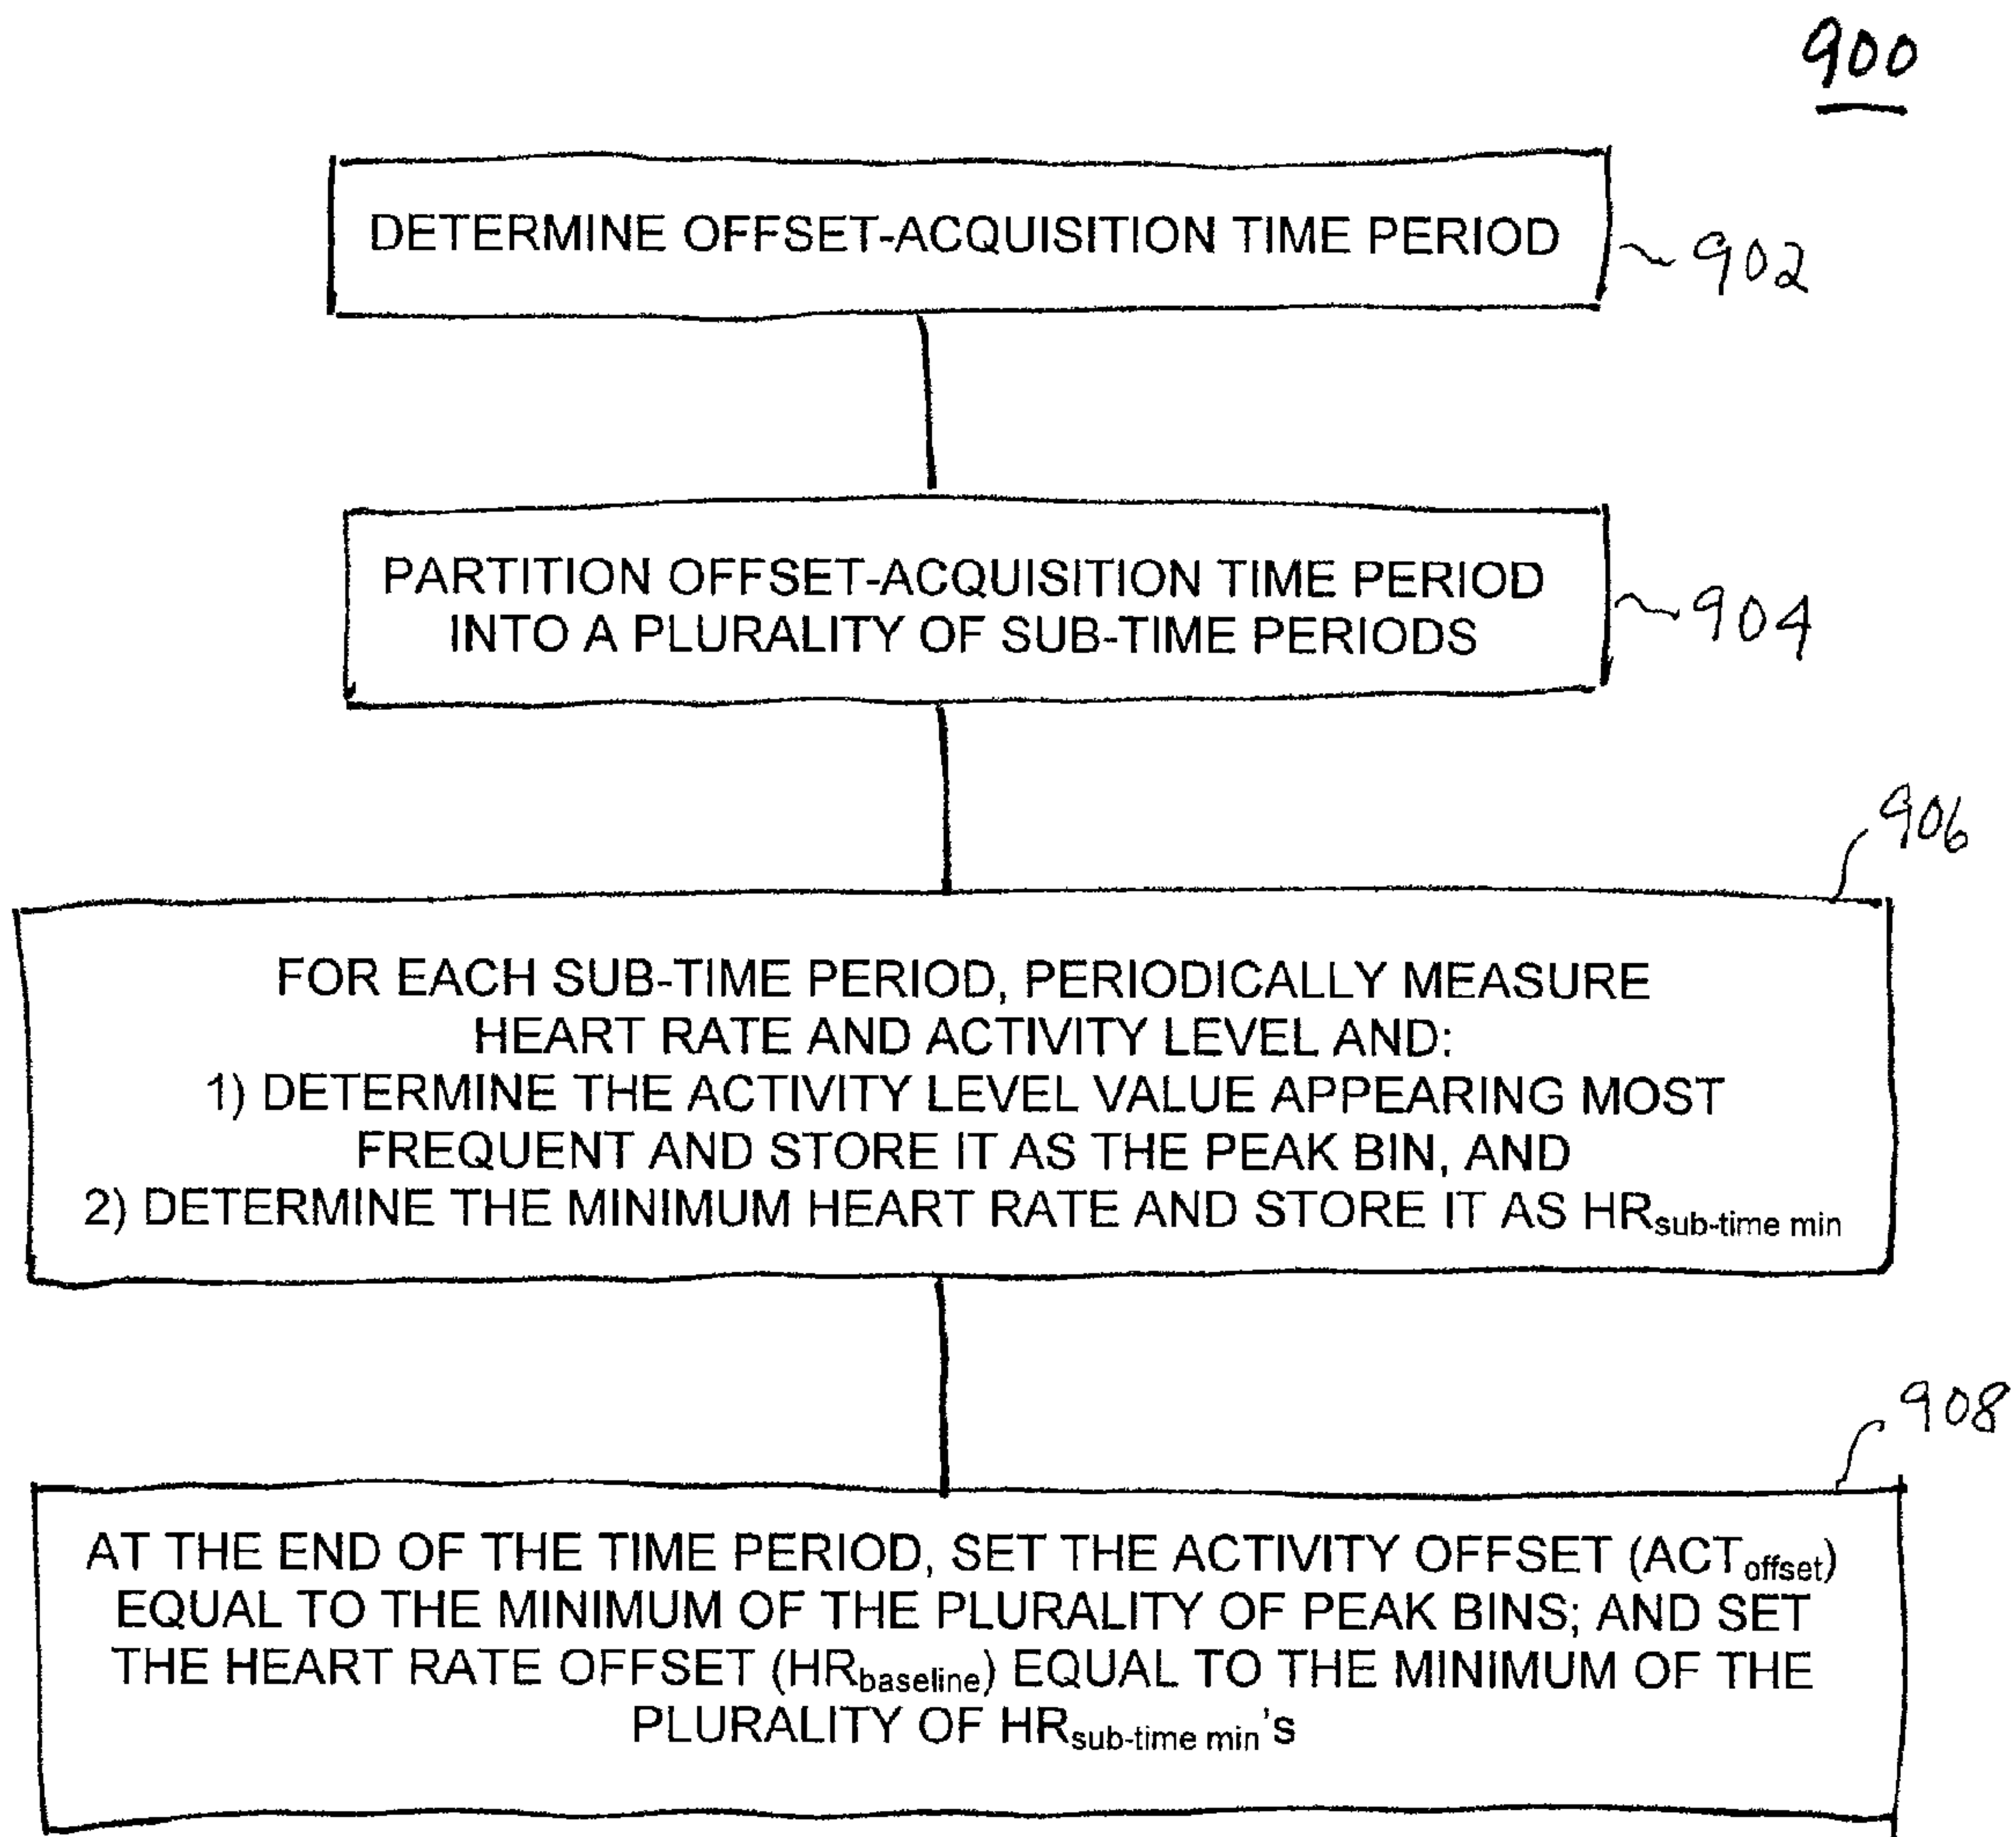 900
DETERMINE OFFSET-ACQUISITION TIME PERIOD
902
PARTITION OFFSET-ACQUISITION TIME PERIOD
INTO A PLURALITY OF SUB-TIME PERIODS
904
906
FOR EACH SUB-TIME PERIOD, PERIODICALLY MEASURE
HEART RATE AND ACTIVITY LEVEL AND:
1) DETERMINE THE ACTIVITY LEVEL VALUE APPEARING MOST
FREQUENT AND STORE IT AS THE PEAK BIN, AND
2) DETERMINE THE MINIMUM HEART RATE AND STORE IT AS HRsub-time min
908
AT THE END OF THE TIME PERIOD, SET THE ACTIVITY OFFSET (ACToffset)
EQUAL TO THE MINIMUM OF THE PLURALITY OF PEAK BINS; AND SET
THE HEART RATE OFFSET (HRbaseline) EQUAL TO THE MINIMUM OF THE
PLURALITY OF HRsub-time min's